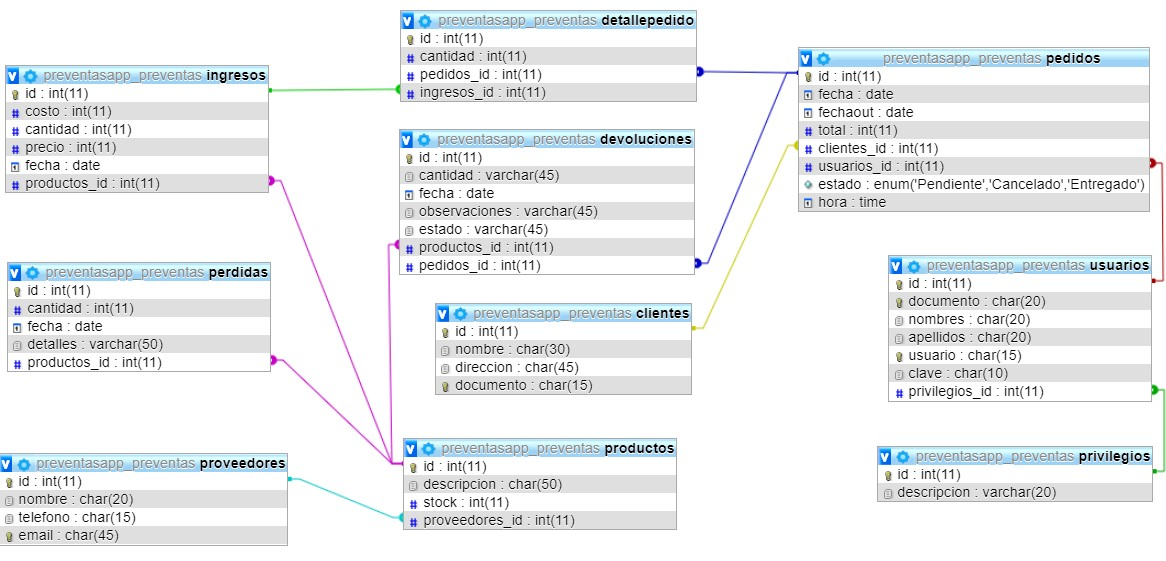 preventasapp_preventas detallepedido
id : int(11)
cantidad : int(11)
pedidos_id : int(11)
ingresos_id : int(11)
preventasapp_preventas pedidos
id : int(11)
fecha : date
fechaout : date
total : int(11)
clientes_id : int(11)
usuarios_id : int(11)
estado : enum('Pendiente','Cancelado','Entregado')
hora : time
preventasapp_preventas ingresos
id : int(11)
costo : int(11)
cantidad : int(11)
precio : int(11)
fecha : date
productos_id : int(11)
preventasapp_preventas devoluciones
id : int(11)
cantidad : varchar(45)
fecha : date
observaciones : varchar(45)
estado : varchar(45)
productos_id : int(11)
pedidos_id : int(11)
preventasapp_preventas usuarios
id : int(11)
documento : char(20)
nombres : char(20)
apellidos : char(20)
usuario : char(15)
clave : char(10)
privilegios_id : int(11)
preventasapp_preventas perdidas
id : int(11)
cantidad : int(11)
fecha : date
detalles : varchar(50)
productos_id : int(11)
preventasapp_preventas clientes
id : int(11)
nombre : char(30)
direccion : char(45)
documento : char(15)
preventasapp_preventas productos
id : int(11)
descripcion : char(50)
stock : int(11)
proveedores_id : int(11)
preventasapp_preventas privilegios
id : int(11)
descripcion : varchar(20)
preventasapp_preventas proveedores
id : int(11)
nombre : char(20)
telefono : char(15)
email : char(45)